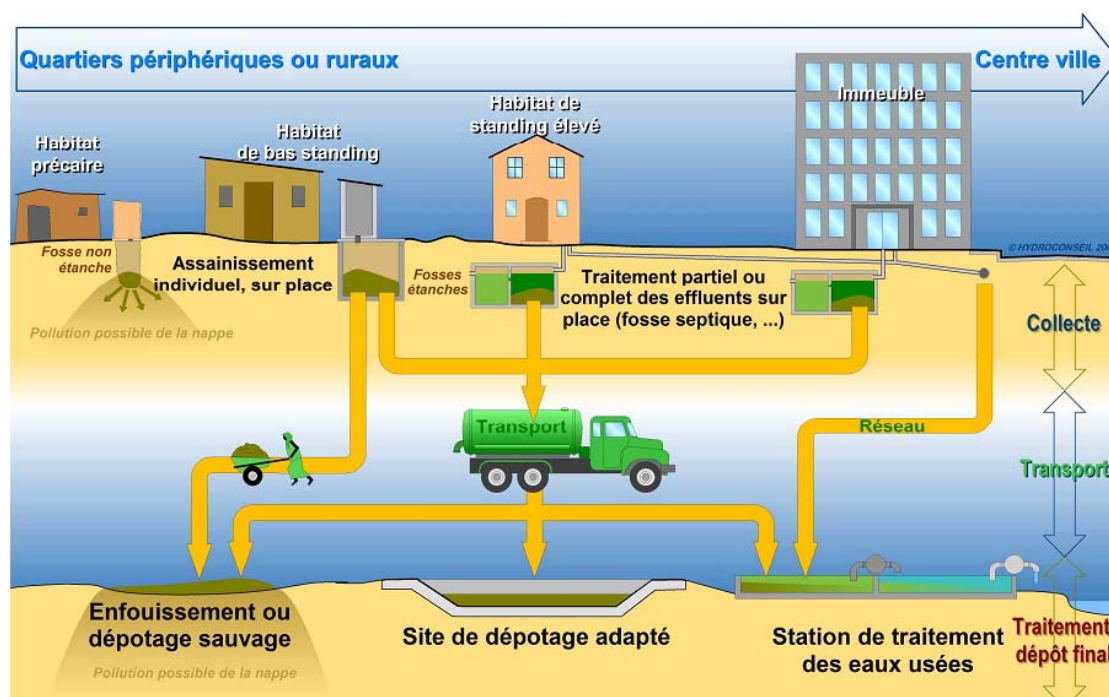 Quartiers périphériques ou ruraux
Centre ville
Habitat
précaire
Habitat
de bas standing
Habitat de
standing élevé
Immeuble
© HYDROCONSEIL
Fosse non
étanche
Assainissement
individuel, sur place
Fosses
étanches
Traitement partiel ou
complet des effluents sur
place (fosse septique, ...)
Pollution possible de la nappe
Collecte
Transport
Réseau
Transport
Enfouissement ou
dépotage sauvage
Pollution possible de la nappe
Site de dépotage adapté
Station de traitement
des eaux usées
Traitement
dépôt final